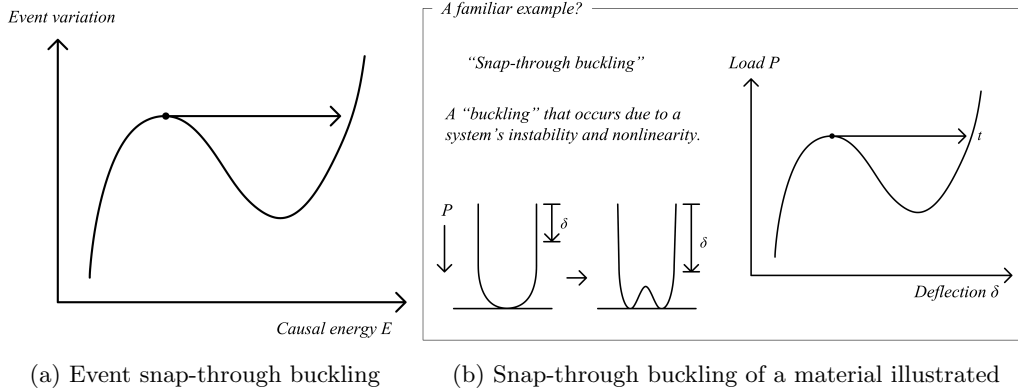 Event variation
Causal energy E
(a) Event snap-through buckling
A familiar example?
“Snap-through buckling”
A “buckling” that occurs due to a
system’s instability and nonlinearity.
P
δ
δ
Load P
t
Deflection δ
(b) Snap-through buckling of a material illustrated